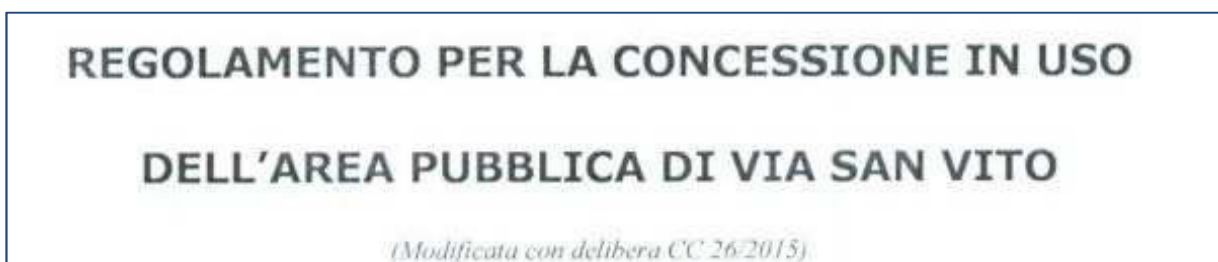 REGOLAMENTO PER LA CONCESSIONE IN USO
DELL'AREA PUBBLICA DI VIA SAN VITO
(Modificata con delibera CC 26/2015)